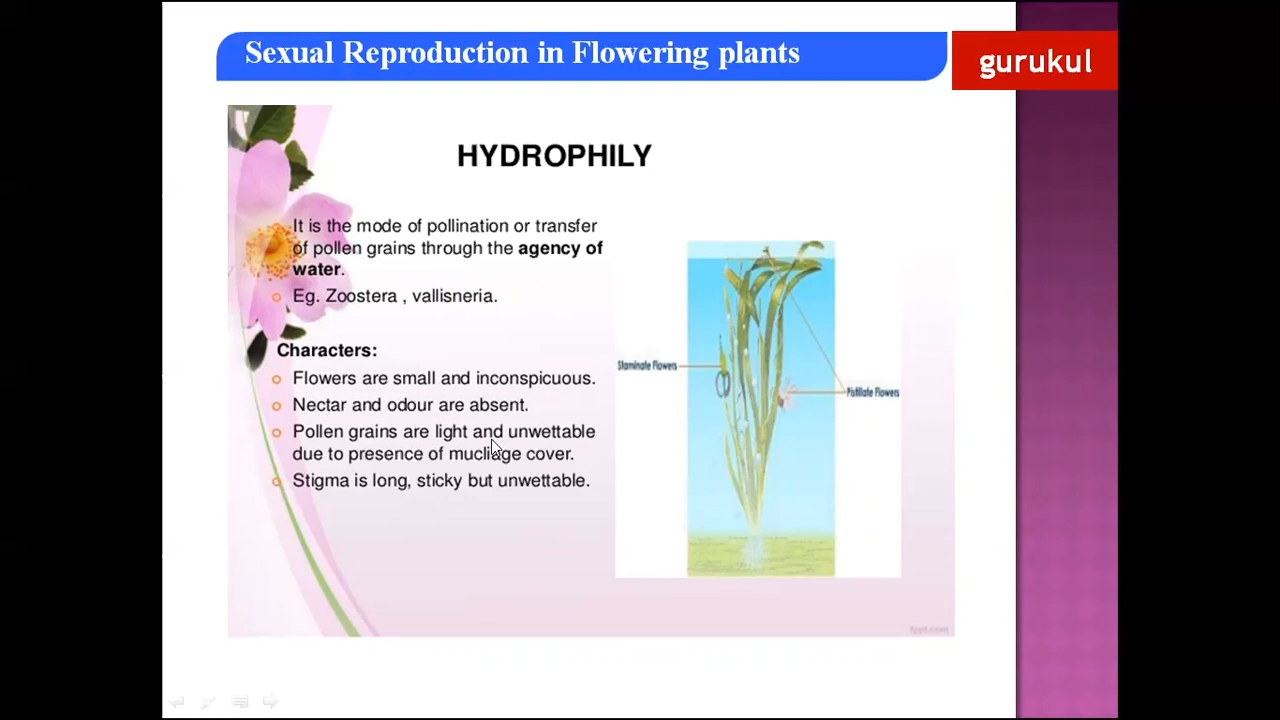 Sexual Reproduction in Flowering plants
gurukul
HYDROPHILY
It is the mode of pollination or transfer
of pollen grains through the agency of
water.
Eg. Zoostera , vallisneria.
Characters:
Flowers are small and inconspicuous.
Nectar and odour are absent.
Pollen grains are light and unwettable
due to presence of mucilage cover.
Stigma is long, sticky but unwettable.
Staminate Flowers
Pistillate Flowers